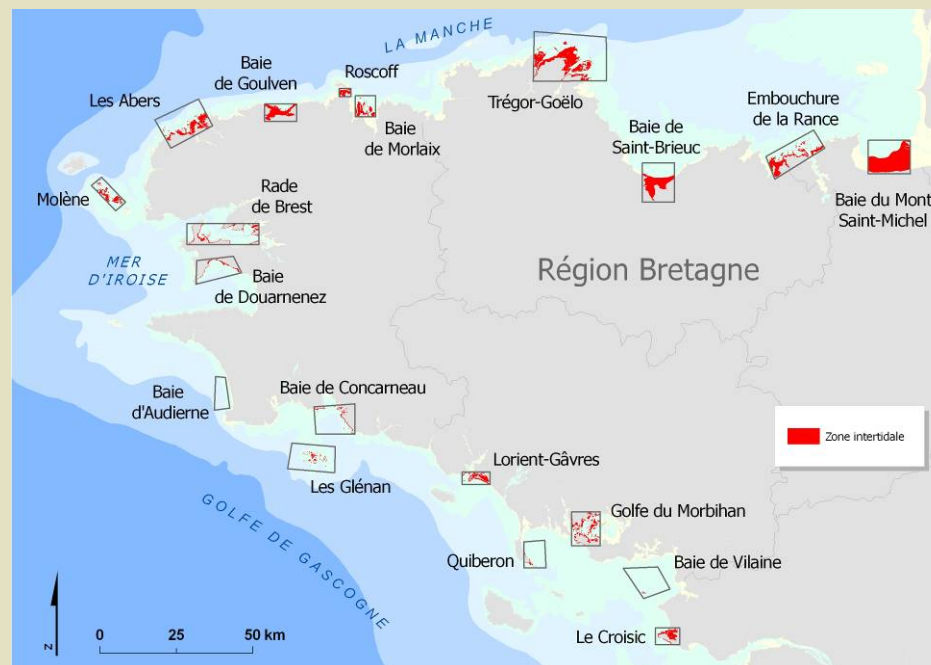 LA MANCHE
Baie
de Goulven
Roscoff
Les Abers
Trégor-Goëlo
Embouchure
de la Rance
Baie
de Morlaix
Baie de
Saint-Brieuc
Molène
Rade
de Brest
Baie du Mont
Saint-Michel
MER
D'IROISE
Baie
de Douarnenez
Région Bretagne
Baie
d'Audierne
Baie de Concarneau
Zone intertidale
Les Glénan
Lorient-Gâvres
GOLFE DE GASCOGNE
Golfe du Morbihan
Quiberon
Baie de Vilaine
Le Croisic
N
0 25 50 km